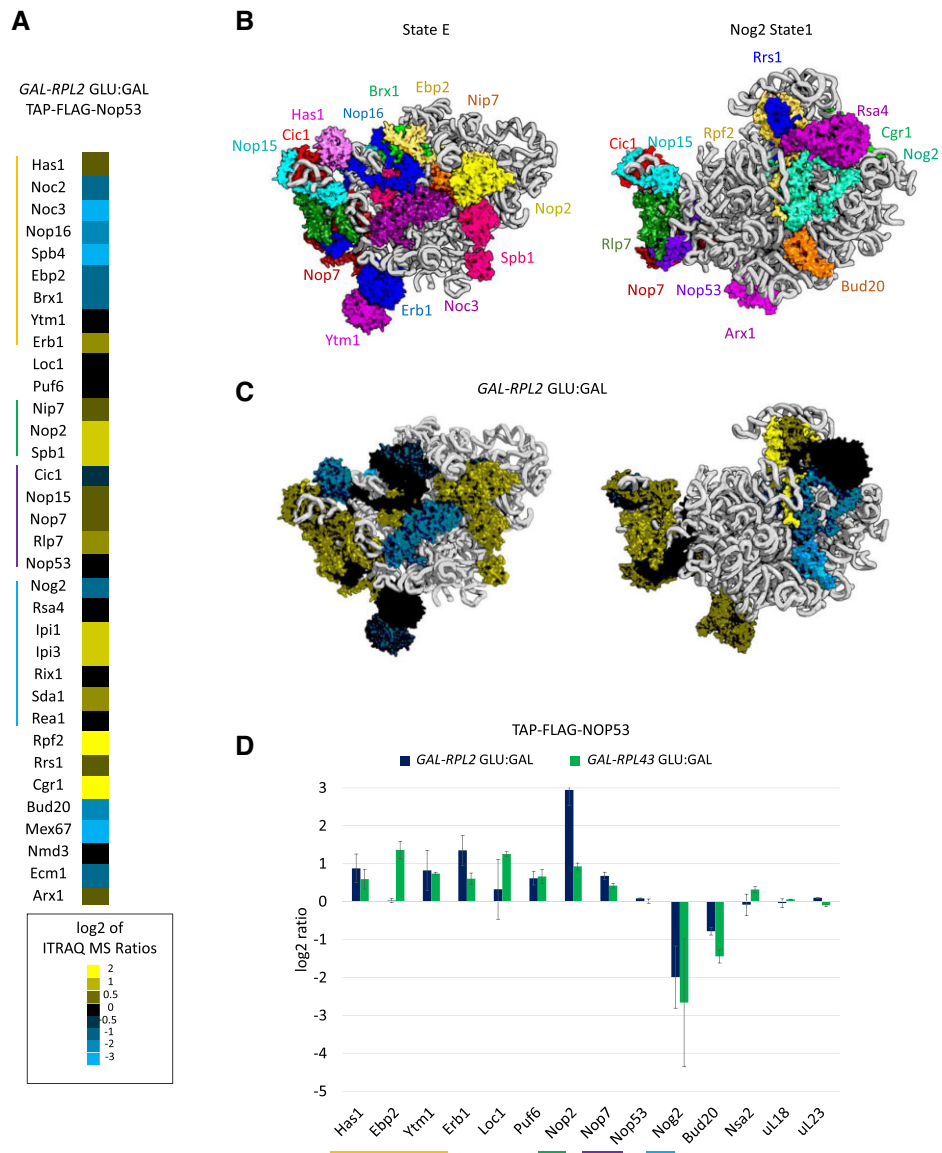 A
GAL-RPL2 GLU:GAL
TAP-FLAG-Nop53
Has1
Noc2
Noc3
Nop16
Spb4
Ebp2
Brx1
Ytm1
Erb1
Loc1
Puf6
Nip7
Nop2
Spb1
Cic1
Nop15
Nop7
Rlp7
Nop53
Nog2
Rsa4
Ipi1
Ipi3
Rix1
Sda1
Rea1
Rpf2
Rrs1
Cgr1
Bud20
Mex67
Nmd3
Ecm1
Arx1
log2 of
ITRAQ MS Ratios
2
1
0.5
0
-0.5
-1
-2
-3
B
State E
Nog2 State1
Brx1
Ebp2
Nip7
Has1
Nop16
Cic1
Nop15
Nop2
Spb1
Nop7
Erb1
Noc3
Ytm1
Rrs1
Rsa4
Cgr1
Nog2
Cic1
Nop15
Rpf2
Rlp7
Nop7
Nop53
Bud20
Arx1
C
GAL-RPL2 GLU:GAL
D
TAP-FLAG-NOP53
GAL-RPL2 GLU:GAL
GAL-RPL43 GLU:GAL
log2 ratio
3
2
1
0
-1
-2
-3
-4
-5
Has1
Ebp2
Ytm1
Erb1
Loc1
Puf6
Nop2
Nop7
Nop53
Nog2
Bud20
Nsa2
uL18
uL23